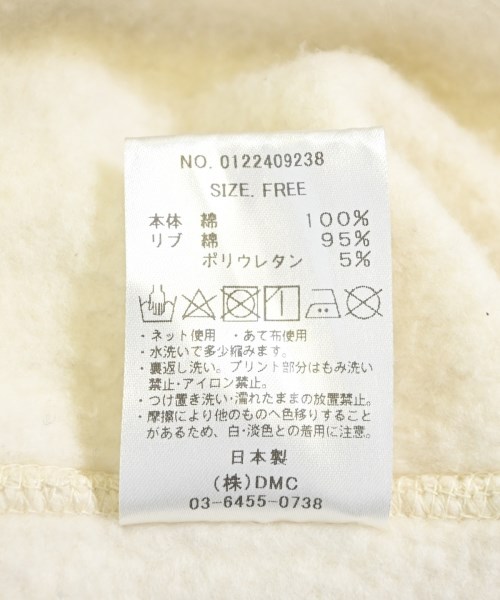 NO. 0122409238
SIZE. FREE
本体 綿 100%
リブ 綿 95%
ポリウレタン 5%
・ネット使用 ・あて布使用
・水洗いで多少縮みます。
・裏返し洗い。プリント部分はもみ洗い
禁止・アイロン禁止。
・つけ置き洗い・濡れたままの放置禁止。
・摩擦により他のものへ色移りすること
があるため、白・淡色との着用に注意。
日本製
(株)DMC
03-6455-0738